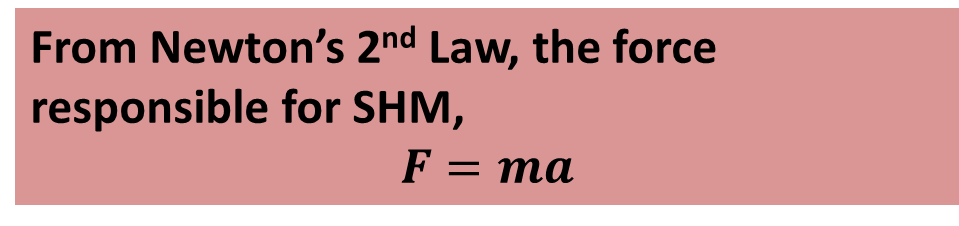 From Newton’s 2nd Law, the force
responsible for SHM,
F = ma